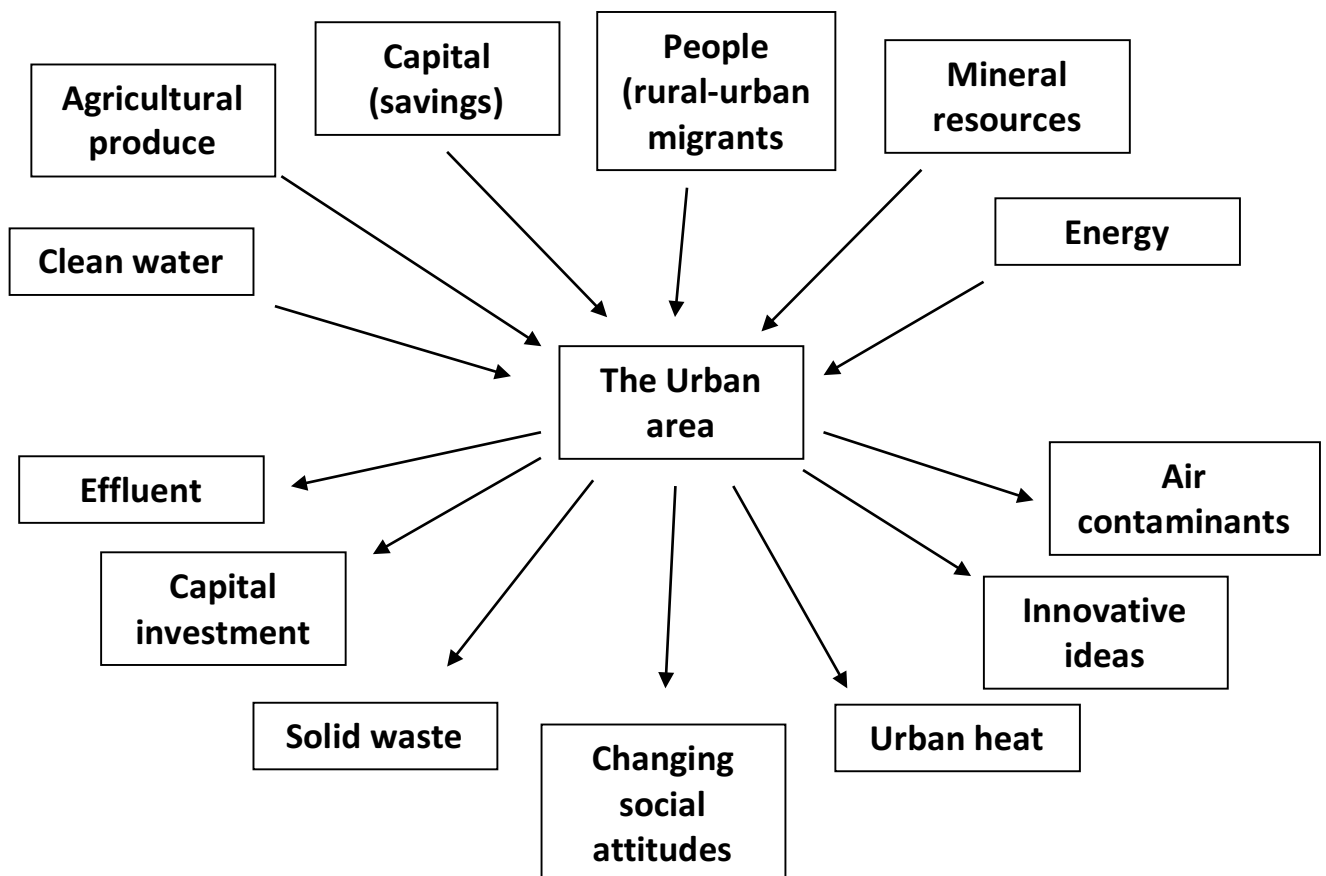 Agricultural
produce
Capital
(savings)
People
(rural-urban
migrants
Mineral
resources
Clean water
Energy
The Urban
area
Effluent
Air
contaminants
Capital
investment
Innovative
ideas
Solid waste
Changing
social
attitudes
Urban heat